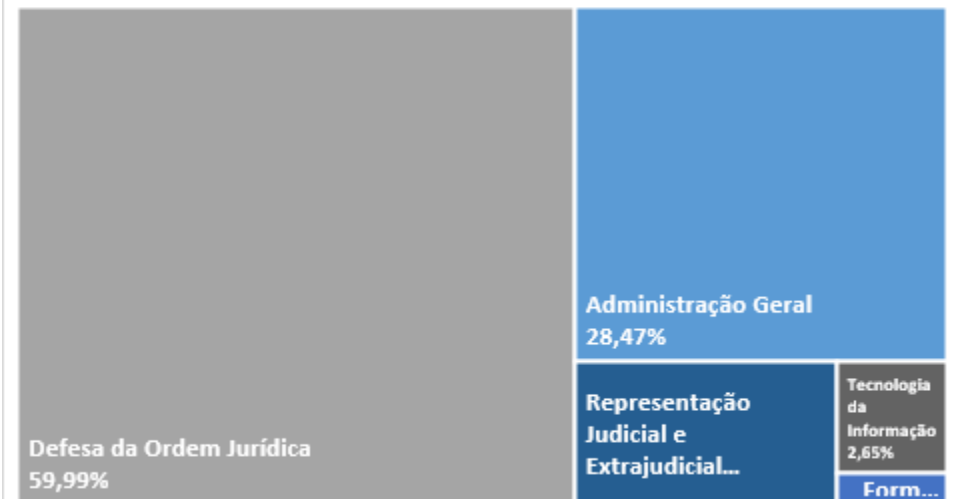 Defesa da Ordem Jurídica
59,99%
Administração Geral
28,47%
Representação
Judicial e
Extrajudicial...
Tecnologia
da
Informação
2,65%
Form...